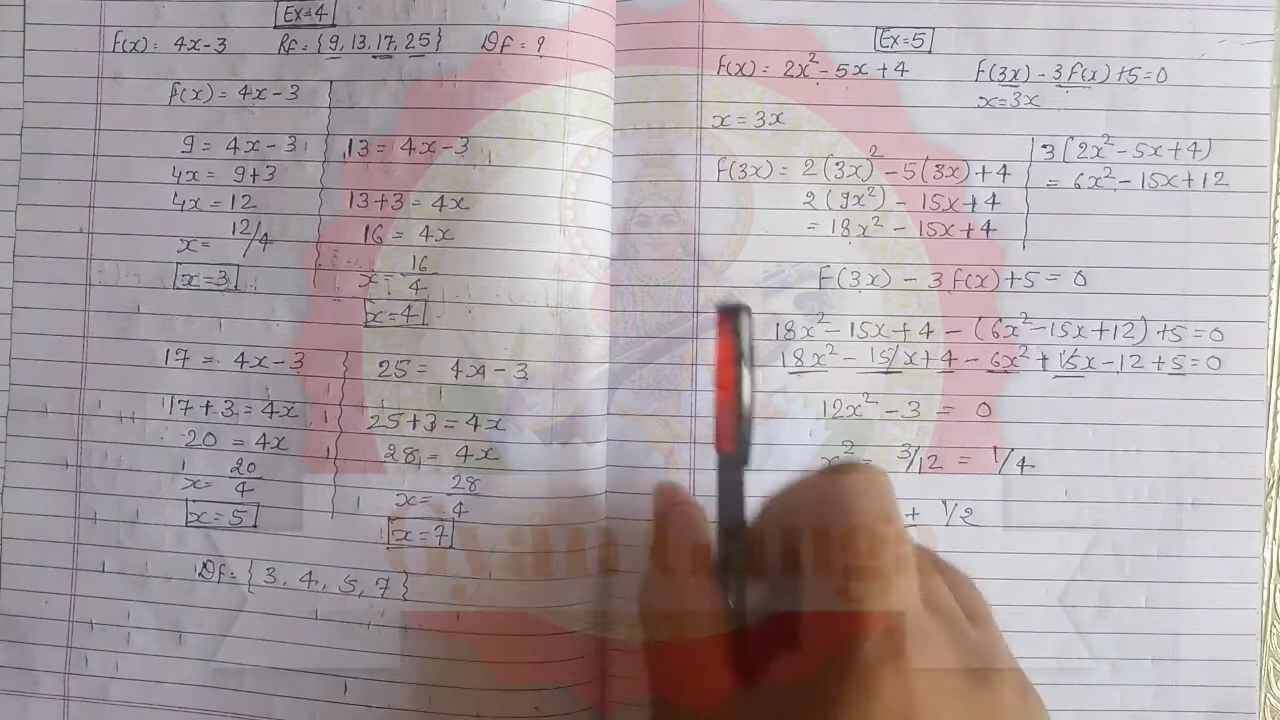 Ex=4
f(x) = 4x-3 Rf = {9, 13, 17, 25} Df = ?
f(x) = 4x-3
9 = 4x-3
4x = 9+3
4x = 12
x = 12/4
x=3
13 = 4x-3
13+3 = 4x
16 = 4x
x = 16/4
x=4
17 = 4x-3
17+3 = 4x
20 = 4x
x = 20/4
x=5
25 = 4x-3
25+3 = 4x
28 = 4x
x = 28/4
x=7
Df = {3, 4, 5, 7}
Ex=5
f(x) = 2x²-5x+4 f(3x) - 3f(x)+5=0
x=3x
x=3x
f(3x) = 2(3x)²-5(3x)+4
2(9x²) - 15x+4
= 18x² - 15x+4
3(2x²-5x+4)
= 6x²-15x+12
f(3x) - 3f(x)+5 = 0
18x²-15x+4-(6x²-15x+12)+5=0
18x²-15x+4-6x²+15x-12+5=0
12x²-3 = 0
x² = 3/12 = 1/4
1/2
Gyan Ganga